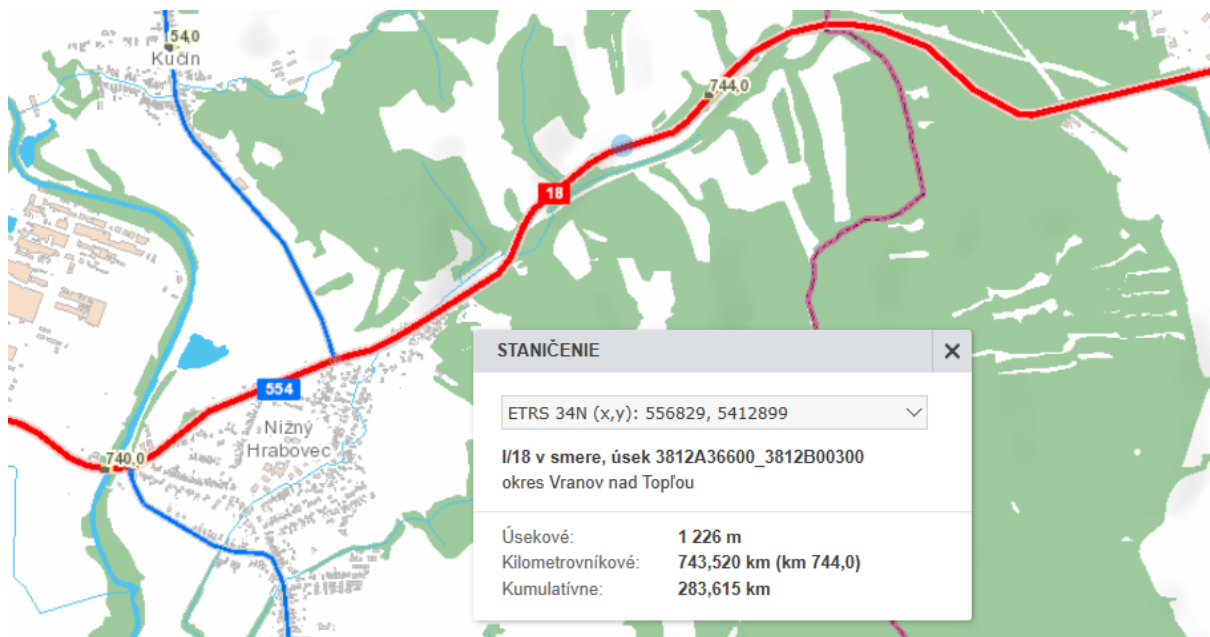 54,0
Kučín
744,0
18
554
Nižný
Hrabovec
740,0
STANIČENIE
ETRS 34N (x,y): 556829, 5412899
I/18 v smere, úsek 3812A36600_3812B00300
okres Vranov nad Topľou
Úsekové: 1 226 m
Kilometrovníkové: 743,520 km (km 744,0)
Kumulatívne: 283,615 km